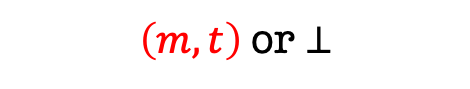 (m, t) or ⊥